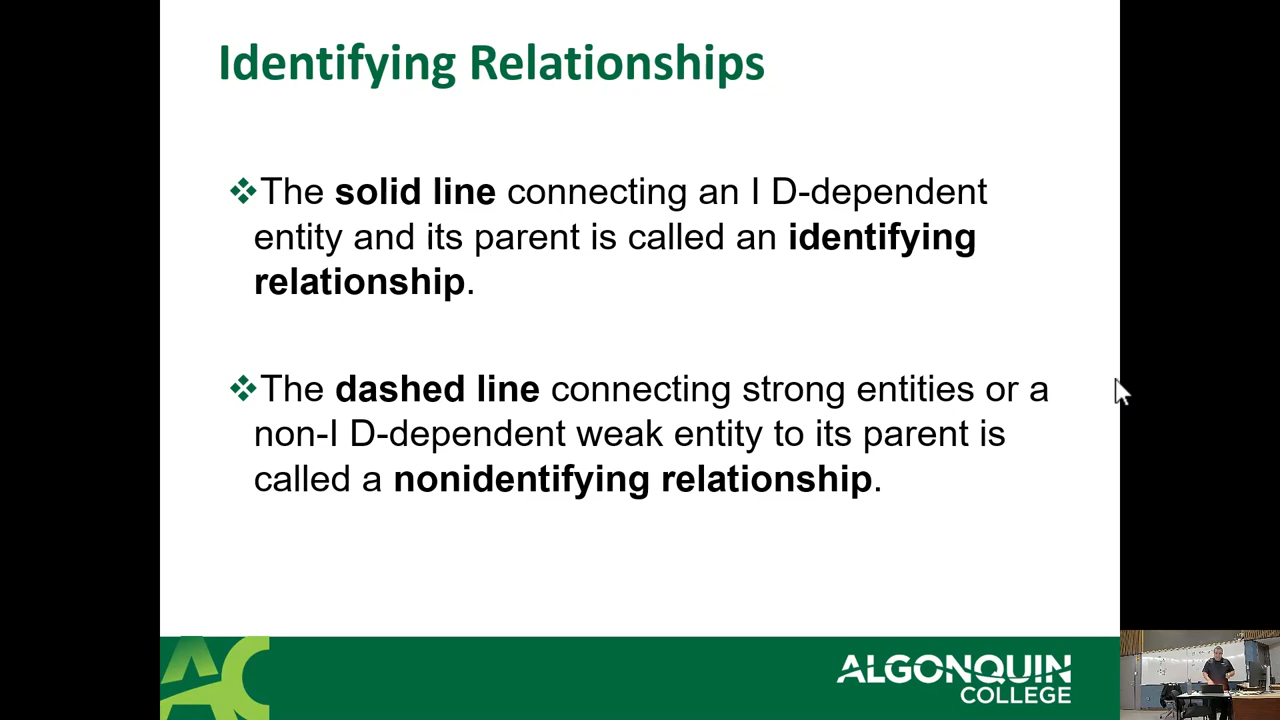 Identifying Relationships
❖The solid line connecting an I D-dependent
entity and its parent is called an identifying
relationship.
❖The dashed line connecting strong entities or a
non-I D-dependent weak entity to its parent is
called a nonidentifying relationship.
AC
ALGONQUIN
COLLEGE